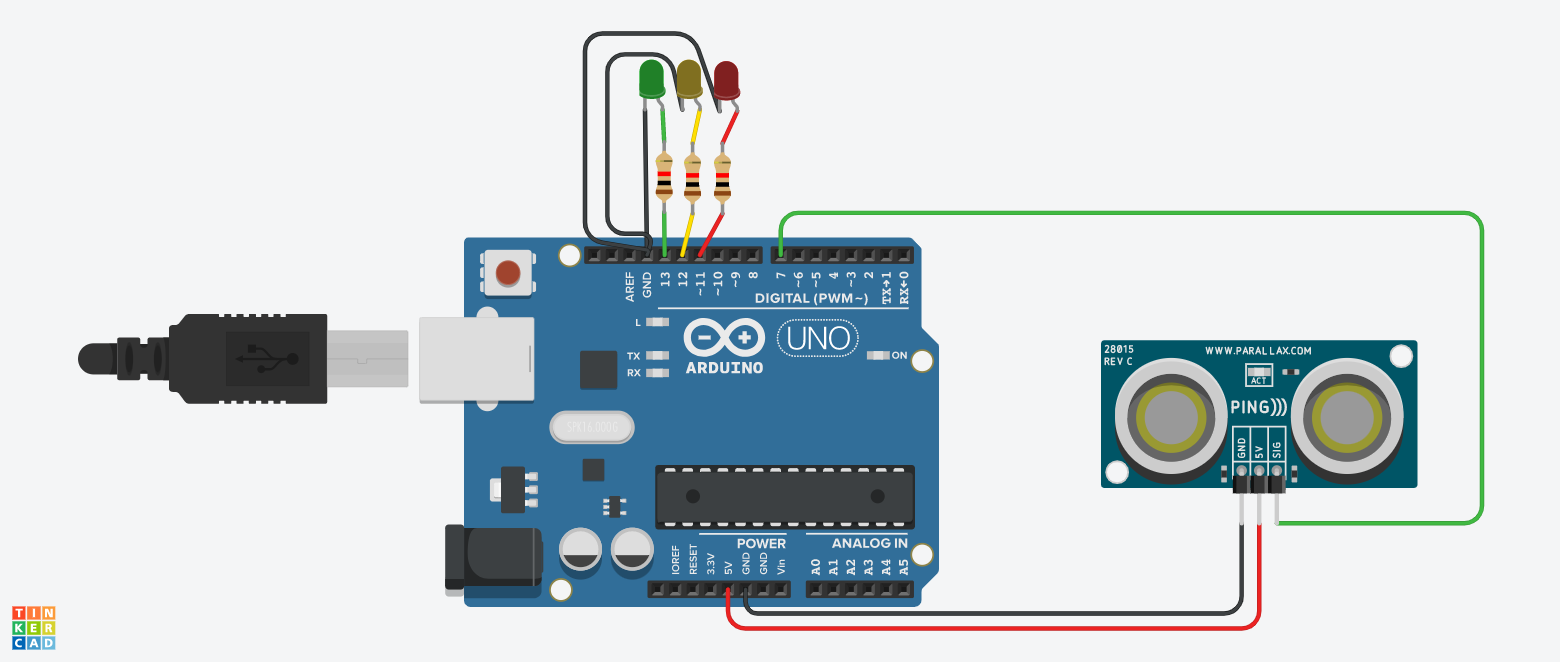 AREF
GND
13
12
~11
~10
~9
8
7
~6
~5
4
~3
2
TX→1
RX←0
DIGITAL (PWM~)
L
TX
RX
ARDUINO
UNO
ON
SPK16.000G
POWER
ANALOG IN
IOREF
RESET
3.3V
5V
GND
GND
Vin
A0
A1
A2
A3
A4
A5
28015
REV C
WWW.PARALLAX.COM
ACT
PING)))
GND
5V
SIG
TIN
KER
CAD